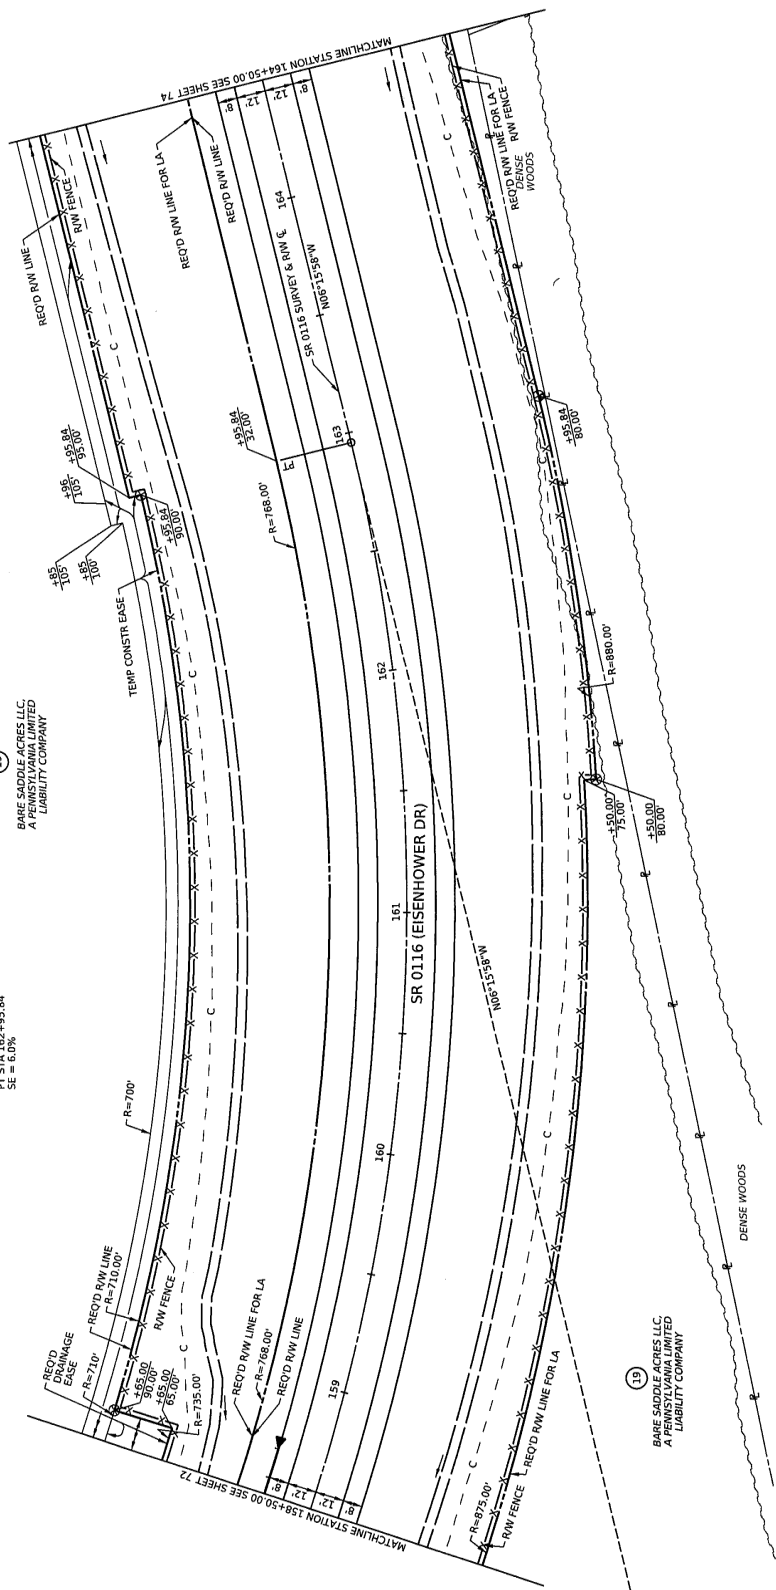 MATCHLINE STATION 164+50.00 SEE SHEET 74
8'
12'
12'
8'
REQ'D R/W LINE
R/W FENCE
REQ'D R/W LINE FOR LA
REQ'D R/W LINE
164
SR 0116 SURVEY & R/W ℄
N06°15'58"W
REQ'D R/W LINE FOR LA
R/W FENCE
DENSE
WOODS
C
C
+95.84
95.00'
+96
105'
+85
105'
+85
100'
+95.84
90.00'
TEMP CONSTR EASE
+95.84
32.00'
163
R=768.00'
+95.84
80.00'
C
C
162
R=880.00'
BARE SADDLE ACRES LLC,
A PENNSYLVANIA LIMITED
LIABILITY COMPANY
+50.00
75.00'
+50.00
80.00'
C
161
SR 0116 (EISENHOWER DR)
N06°15'58"W
PT STA 162+95.84
SE = 6.0%
C
R=700'
160
C
REQ'D R/W LINE
R=710.00'
R/W FENCE
REQ'D
DRAINAGE
EASE
R=710'
+65.00
90.00'
+65.00
65.00'
C
R=735.00'
REQ'D R/W LINE FOR LA
R=768.00'
REQ'D R/W LINE
159
DENSE WOODS
19
BARE SADDLE ACRES LLC,
A PENNSYLVANIA LIMITED
LIABILITY COMPANY
C
REQ'D R/W LINE FOR LA
R=875.00'
R/W FENCE
8'
12'
12'
8'
MATCHLINE STATION 158+50.00 SEE SHEET 72